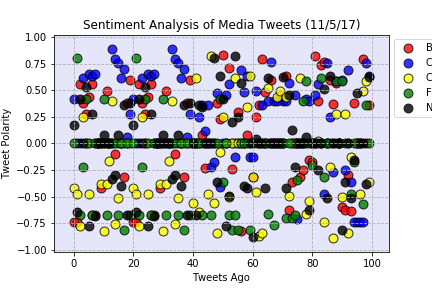 Sentiment Analysis of Media Tweets (11/5/17)
1.00
0.75
0.50
0.25
0.00
−0.25
−0.50
−0.75
−1.00
Tweet Polarity
0 20 40 60 80 100
Tweets Ago
B
C
C
F
N